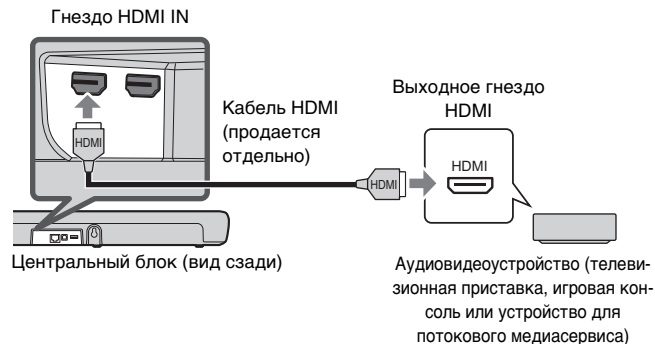 Гнездо HDMI IN
Кабель HDMI
(продается
отдельно)
Выходное гнездо
HDMI
HDMI
HDMI
HDMI
Центральный блок (вид сзади)
Аудиовидеоустройство (телеви-
зионная приставка, игровая кон-
соль или устройство для
потокового медиасервиса)